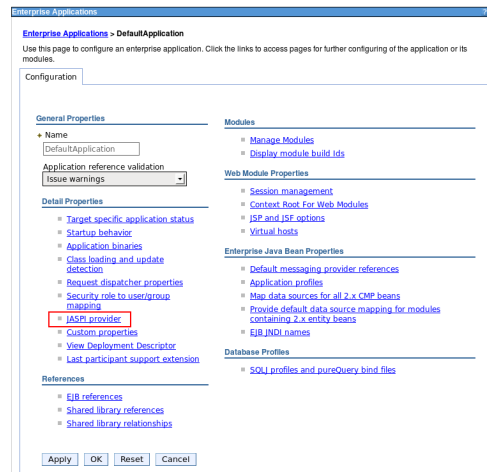 Enterprise Applications
?
Enterprise Applications > DefaultApplication
Use this page to configure an enterprise application. Click the links to access pages for further configuring of the application or its
modules.
Configuration
General Properties
Name
DefaultApplication
Application reference validation
Issue warnings
Detail Properties
Target specific application status
Startup behavior
Application binaries
Class loading and update
detection
Request dispatcher properties
Security role to user/group
mapping
JASPI provider
Custom properties
View Deployment Descriptor
Last participant support extension
References
EJB references
Shared library references
Shared library relationships
Modules
Manage Modules
Display module build Ids
Web Module Properties
Session management
Context Root For Web Modules
JSP and JSF options
Virtual hosts
Enterprise Java Bean Properties
Default messaging provider references
Application profiles
Map data sources for all 2.x CMP beans
Provide default data source mapping for modules
containing 2.x entity beans
EJB JNDI names
Database Profiles
SQLJ profiles and pureQuery bind files
Apply OK Reset Cancel